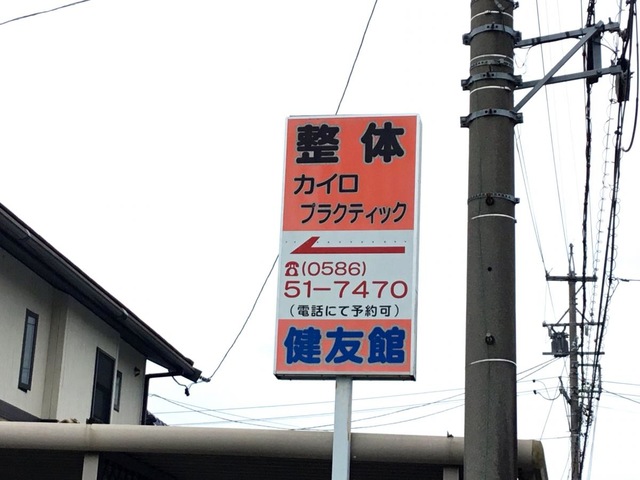 整体
カイロ
プラクティック
☎(0586)
51-7470
(電話にて予約可)
健友館